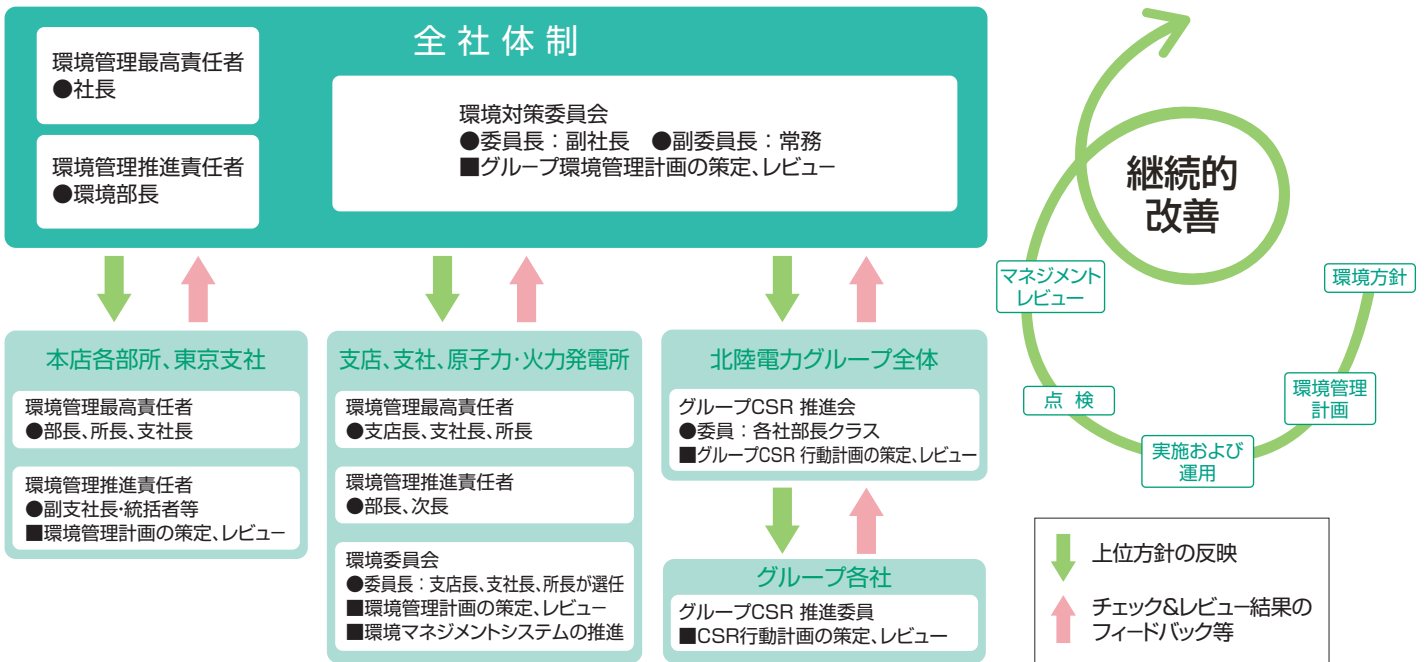 全社体制
環境管理最高責任者
●社長
環境管理推進責任者
●環境部長
環境対策委員会
●委員長：副社長　●副委員長：常務
■グループ環境管理計画の策定、レビュー
本店各部所、東京支社
環境管理最高責任者
●部長、所長、支社長
環境管理推進責任者
●副支社長・統括者等
■環境管理計画の策定、レビュー
支店、支社、原子力・火力発電所
環境管理最高責任者
●支店長、支社長、所長
環境管理推進責任者
●部長、次長
環境委員会
●委員長：支店長、支社長、所長が選任
■環境管理計画の策定、レビュー
■環境マネジメントシステムの推進
北陸電力グループ全体
グループCSR 推進会
●委員：各社部長クラス
■グループCSR 行動計画の策定、レビュー
グループ各社
グループCSR 推進委員
■CSR行動計画の策定、レビュー
継続的
改善
環境方針
環境管理
計画
実施および
運用
点 検
マネジメント
レビュー
上位方針の反映
チェック&レビュー結果の
フィードバック等